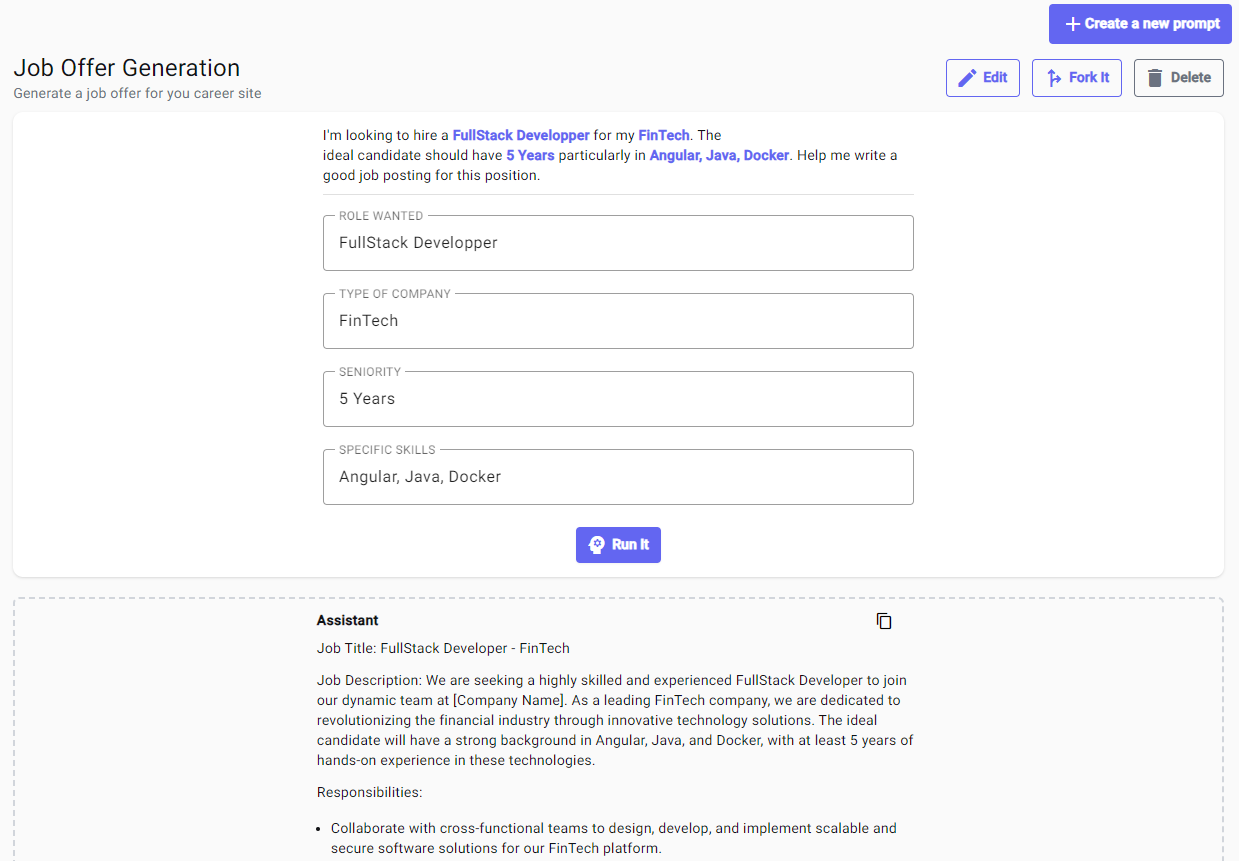 Create a new prompt
Job Offer Generation
Generate a job offer for you career site
Edit
Fork It
Delete
I'm looking to hire a FullStack Developper for my FinTech. The
ideal candidate should have 5 Years particularly in Angular, Java, Docker. Help me write a
good job posting for this position.
ROLE WANTED
FullStack Developper
TYPE OF COMPANY
FinTech
SENIORITY
5 Years
SPECIFIC SKILLS
Angular, Java, Docker
Run It
Assistant
Job Title: FullStack Developer - FinTech
Job Description: We are seeking a highly skilled and experienced FullStack Developer to join
our dynamic team at [Company Name]. As a leading FinTech company, we are dedicated to
revolutionizing the financial industry through innovative technology solutions. The ideal
candidate will have a strong background in Angular, Java, and Docker, with at least 5 years of
hands-on experience in these technologies.
Responsibilities:
• Collaborate with cross-functional teams to design, develop, and implement scalable and
secure software solutions for our FinTech platform.